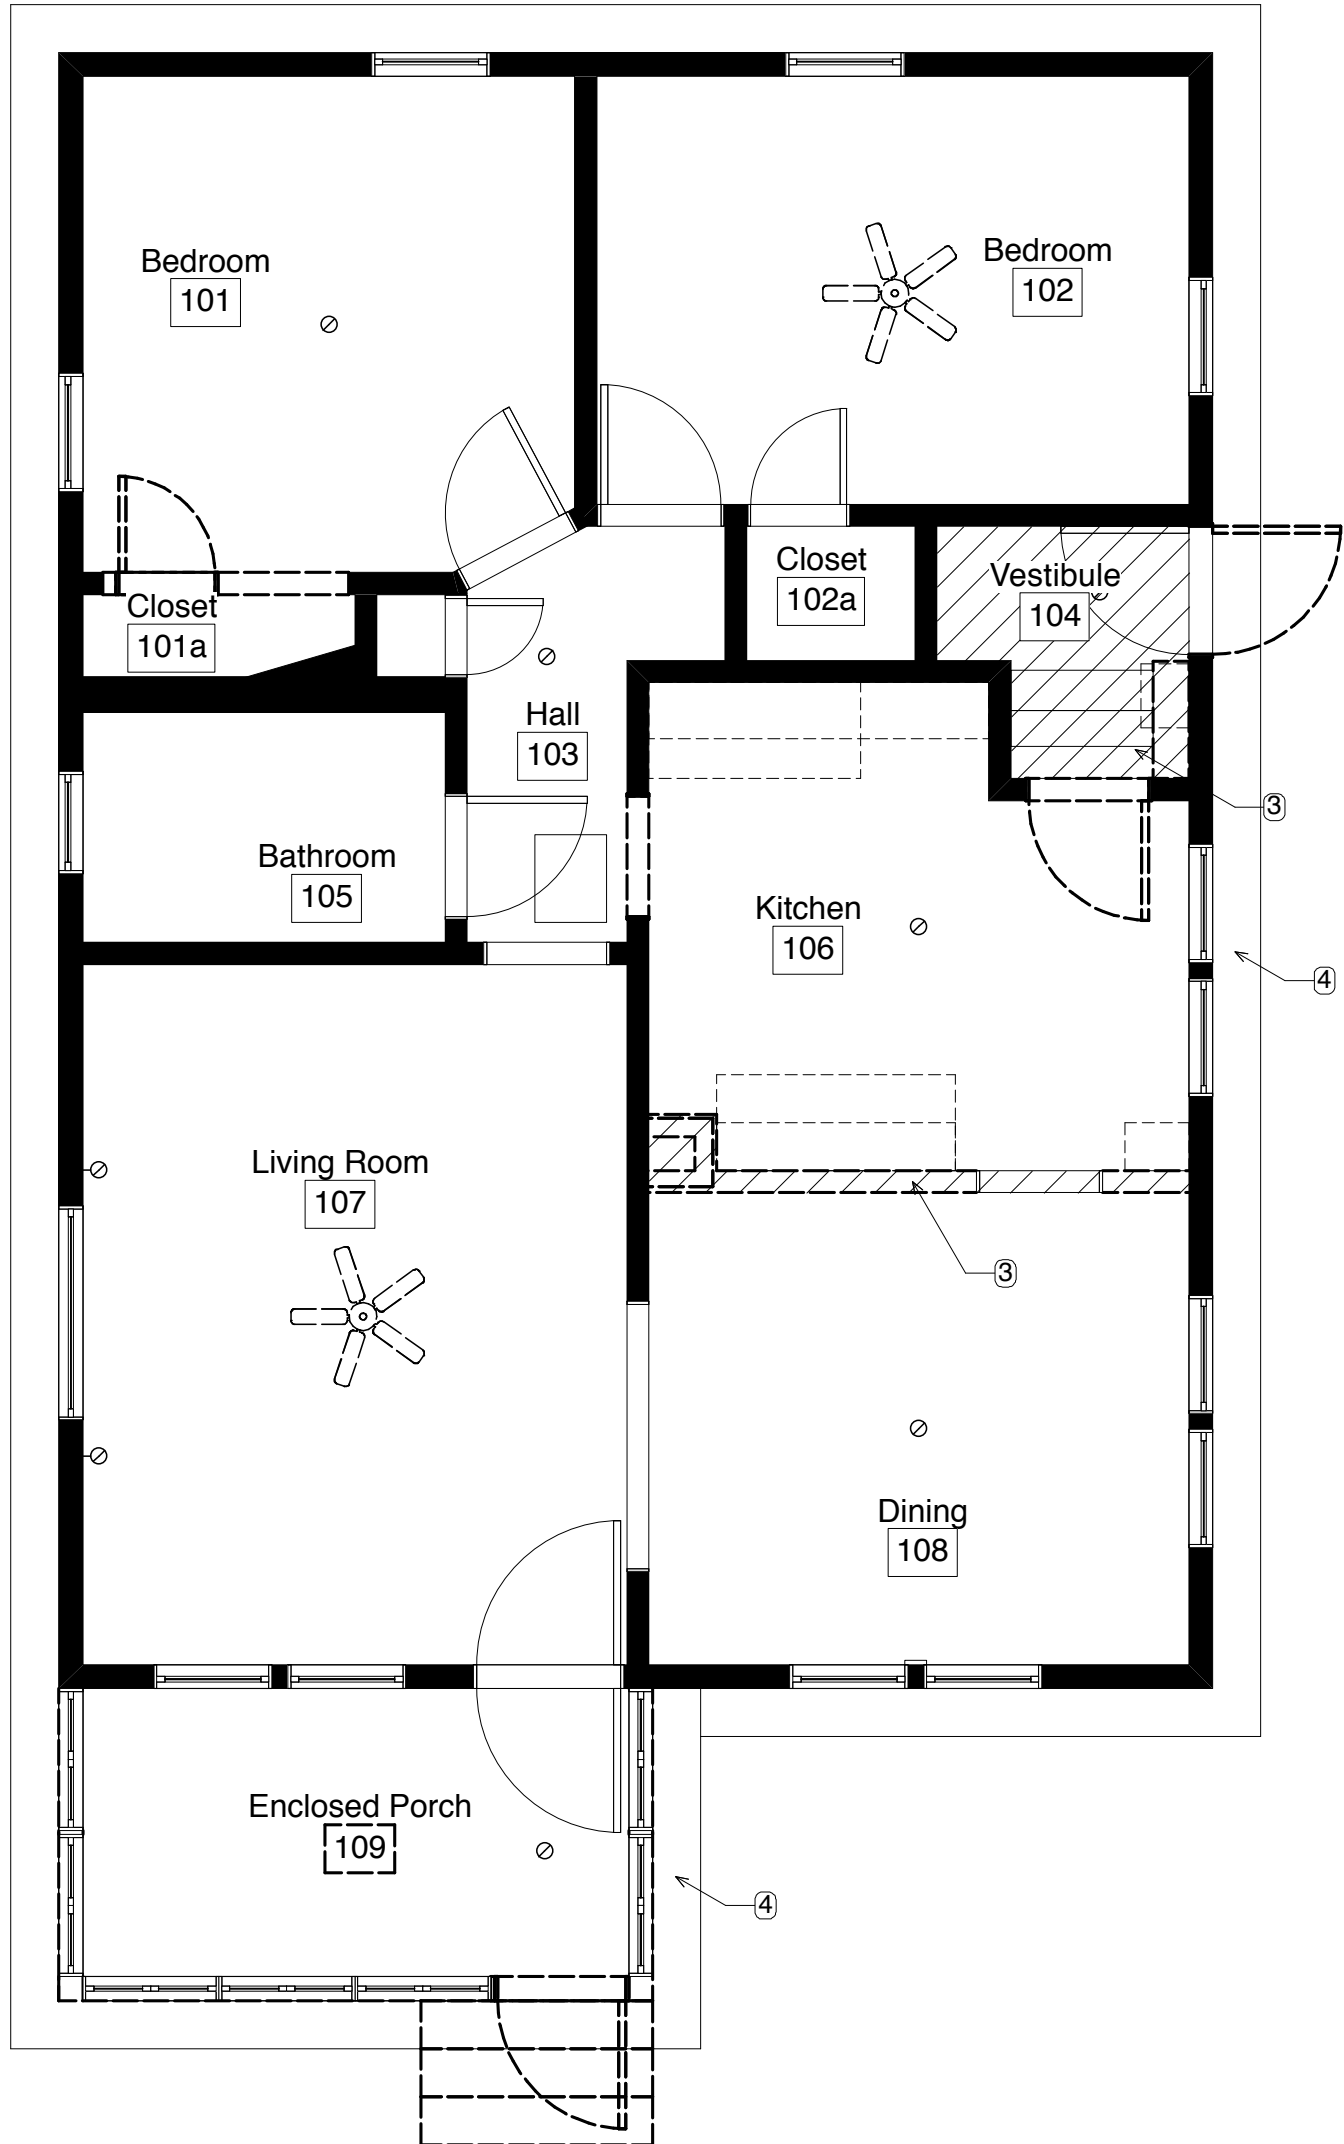 Bedroom
101
Bedroom
102
Closet
102a
Vestibule
104
Closet
101a
Hall
103
3
Bathroom
105
Kitchen
106
4
Living Room
107
3
Dining
108
Enclosed Porch
109
4